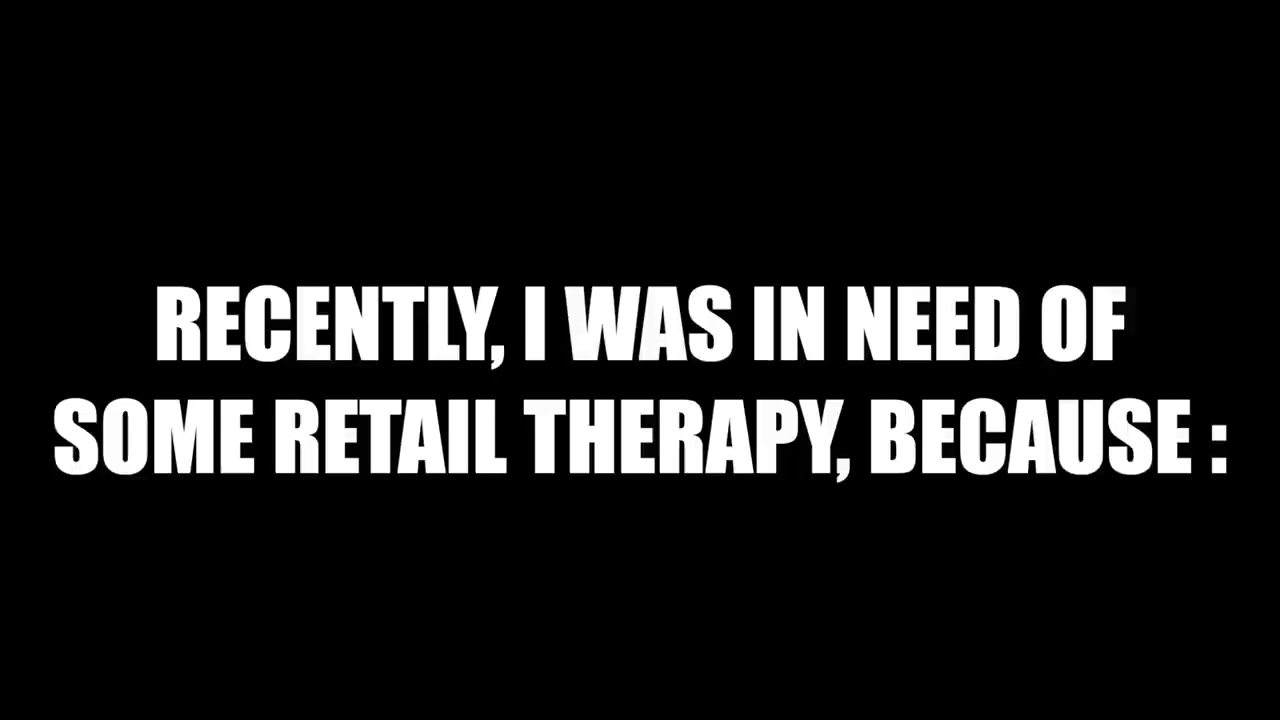 RECENTLY, I WAS IN NEED OF
SOME RETAIL THERAPY, BECAUSE :